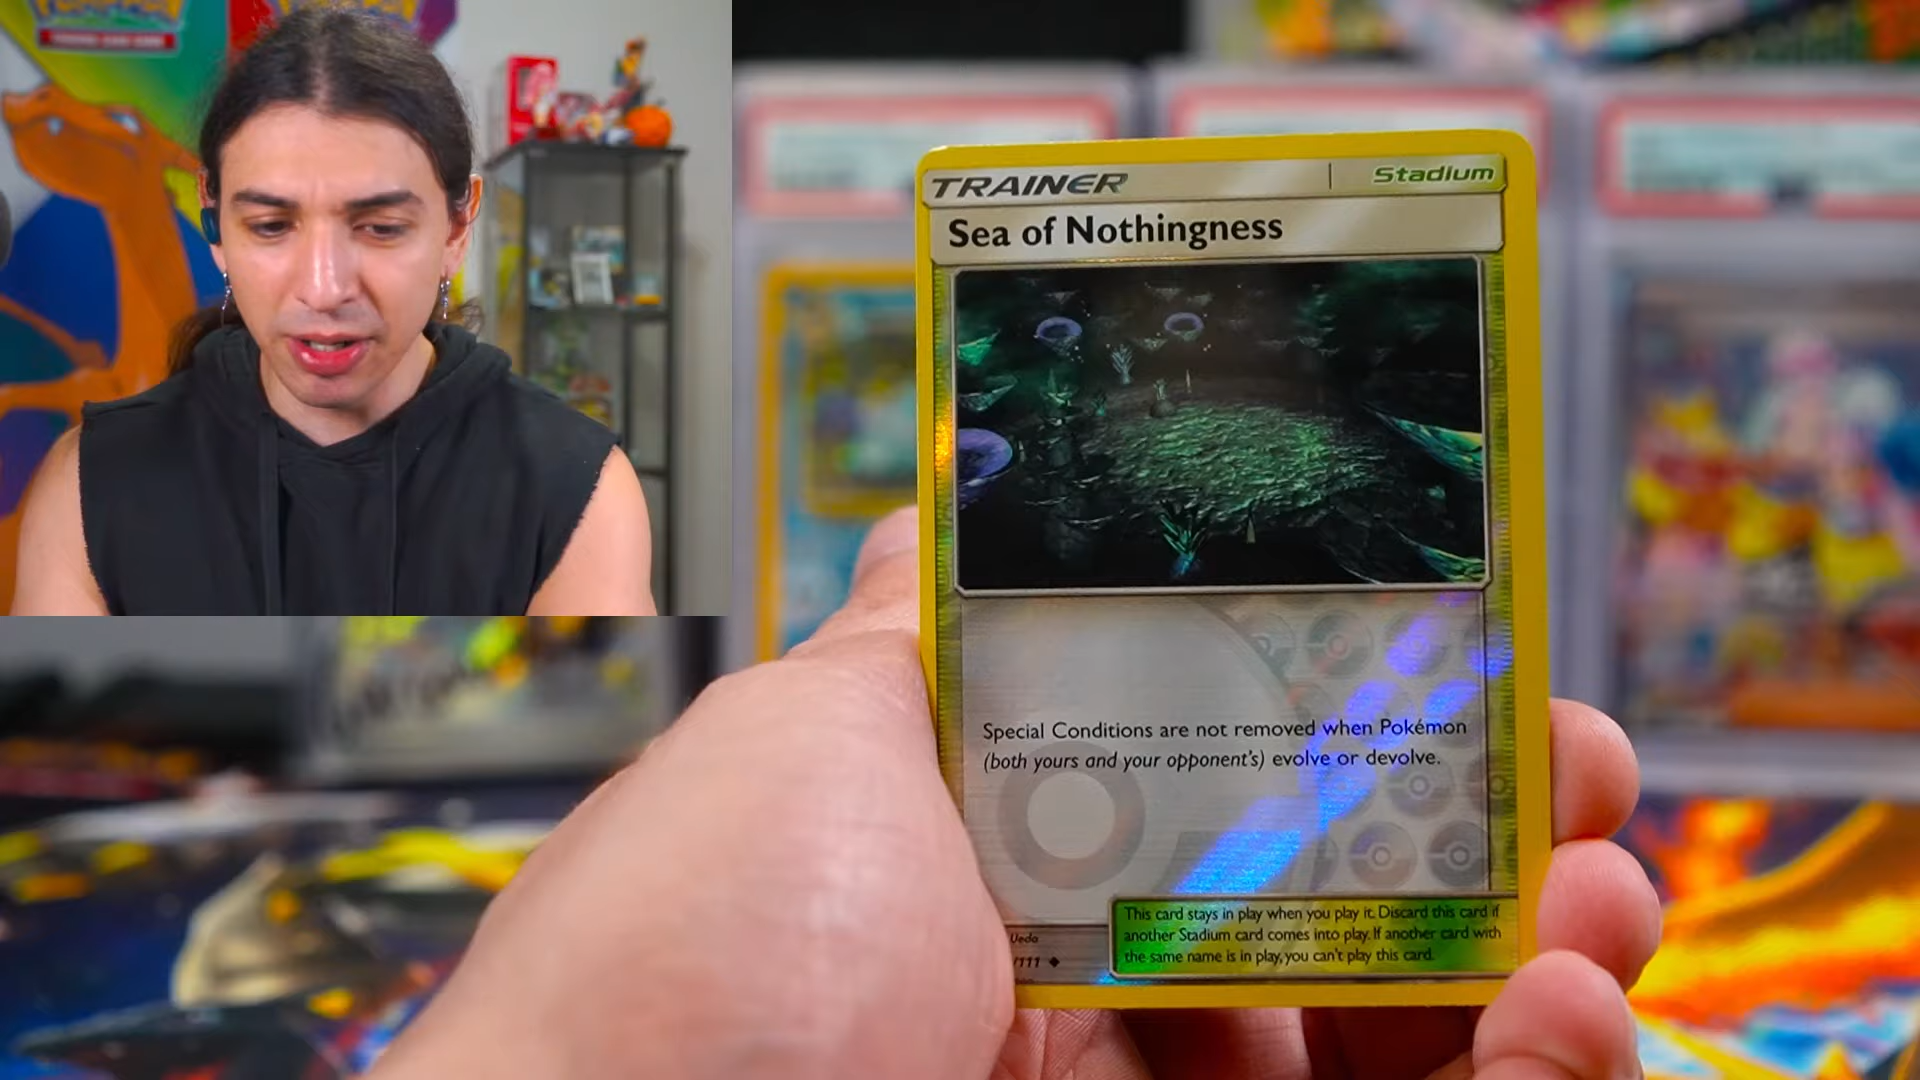 TRAINER
Stadium
Sea of Nothingness
Special Conditions are not removed when Pokémon
(both yours and your opponent's) evolve or devolve.
This card stays in play when you play it. Discard this card if
another Stadium card comes into play. If another card with
the same name is in play, you can't play this card.
Ueda
/111